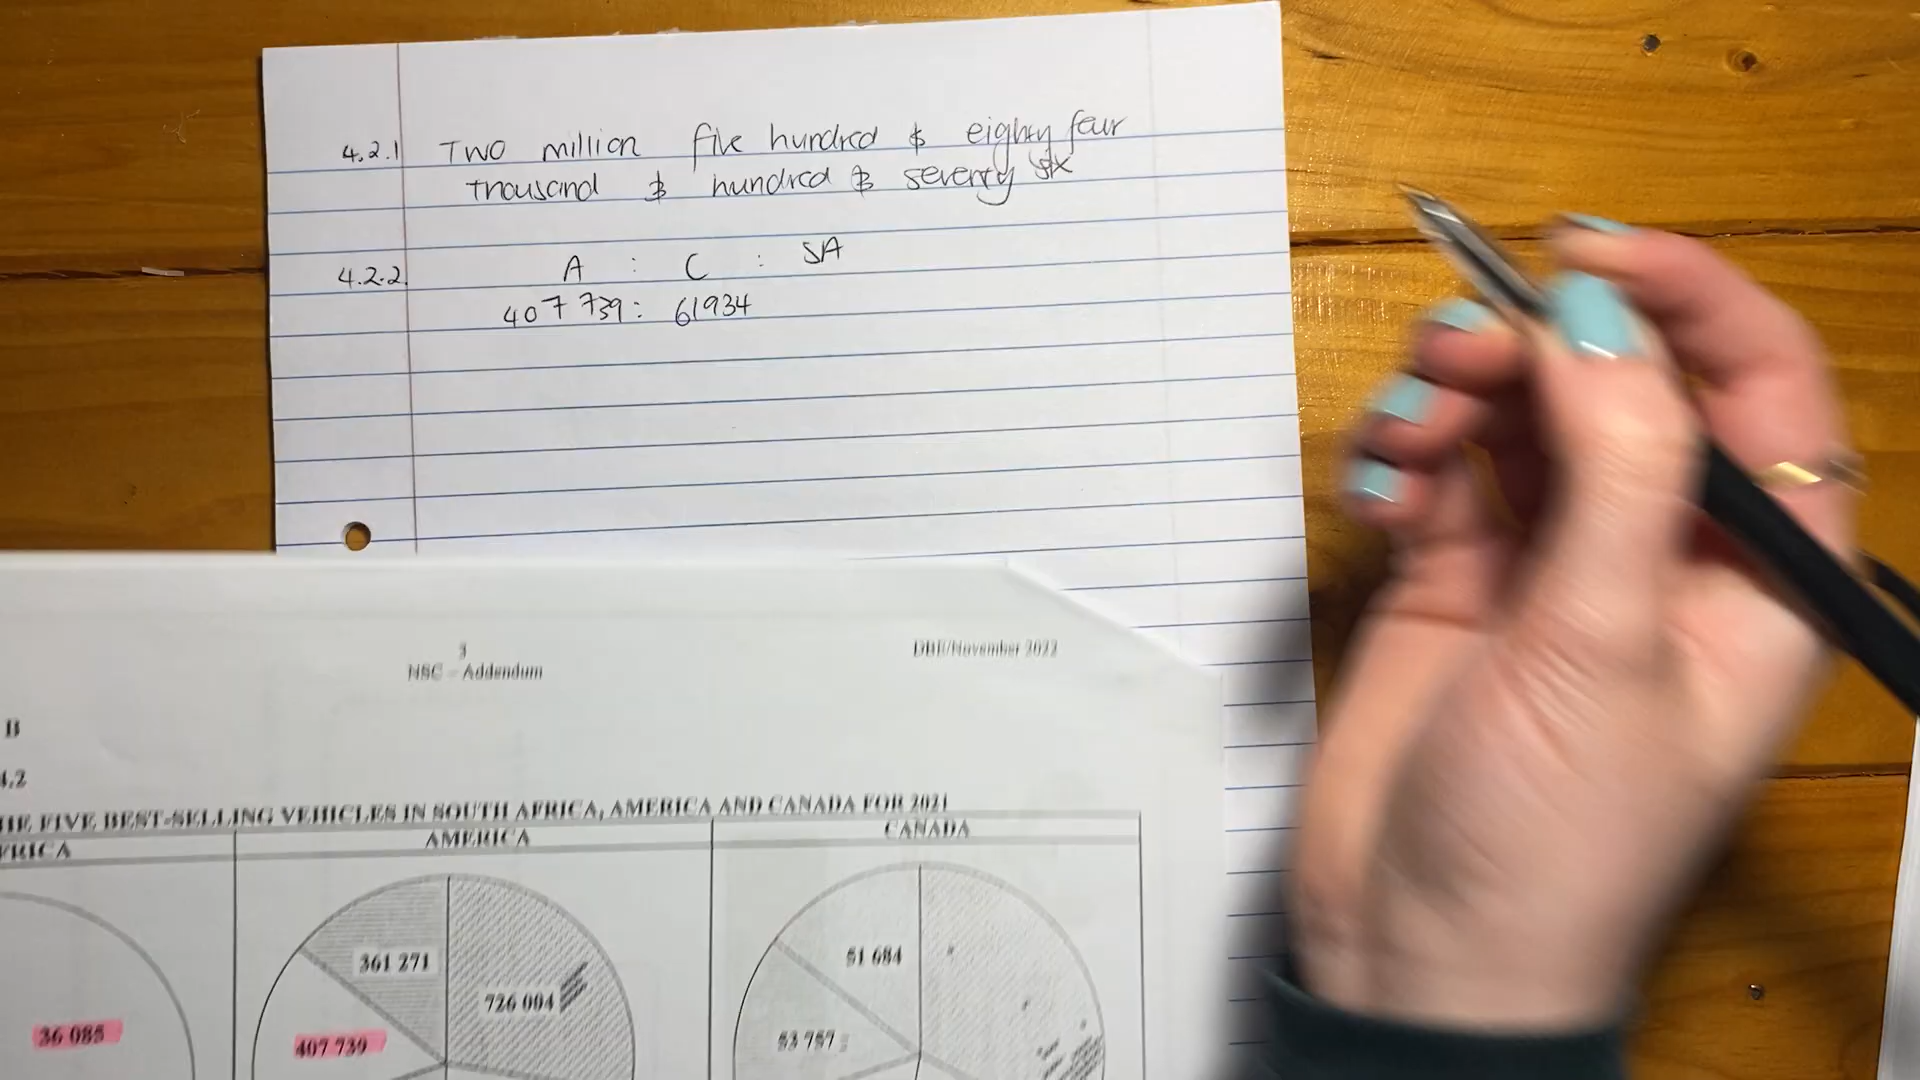 4.2.1 Two million five hundred & eighty four
thousand & hundred & seventy six
4.2.2. A : C : SA
407 739 : 61934
3
NSC – Addendum
DBE/November 2022
B
4.2
HE FIVE BEST-SELLING VEHICLES IN SOUTH AFRICA, AMERICA AND CANADA FOR 2021
FRICA AMERICA CANADA
361 271
726 004
51 684
36 085
407 739
53 757